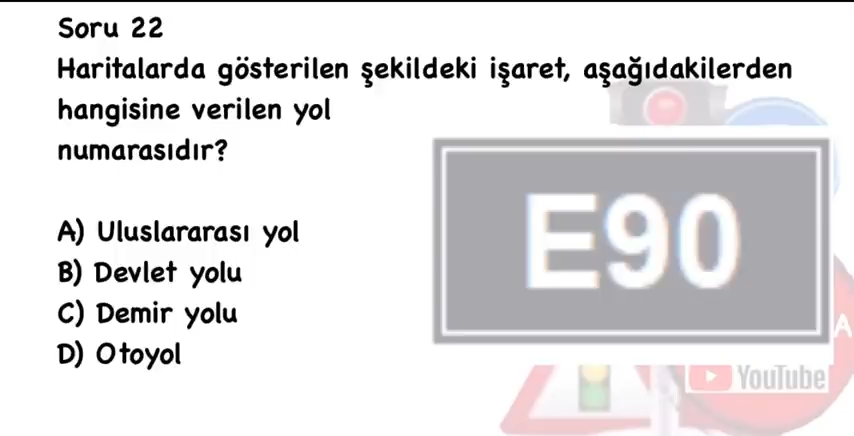 Soru 22
Haritalarda gösterilen şekildeki işaret, aşağıdakilerden
hangisine verilen yol
numarasıdır?
E90
A) Uluslararası yol
B) Devlet yolu
C) Demir yolu
D) Otoyol
A
YouTube